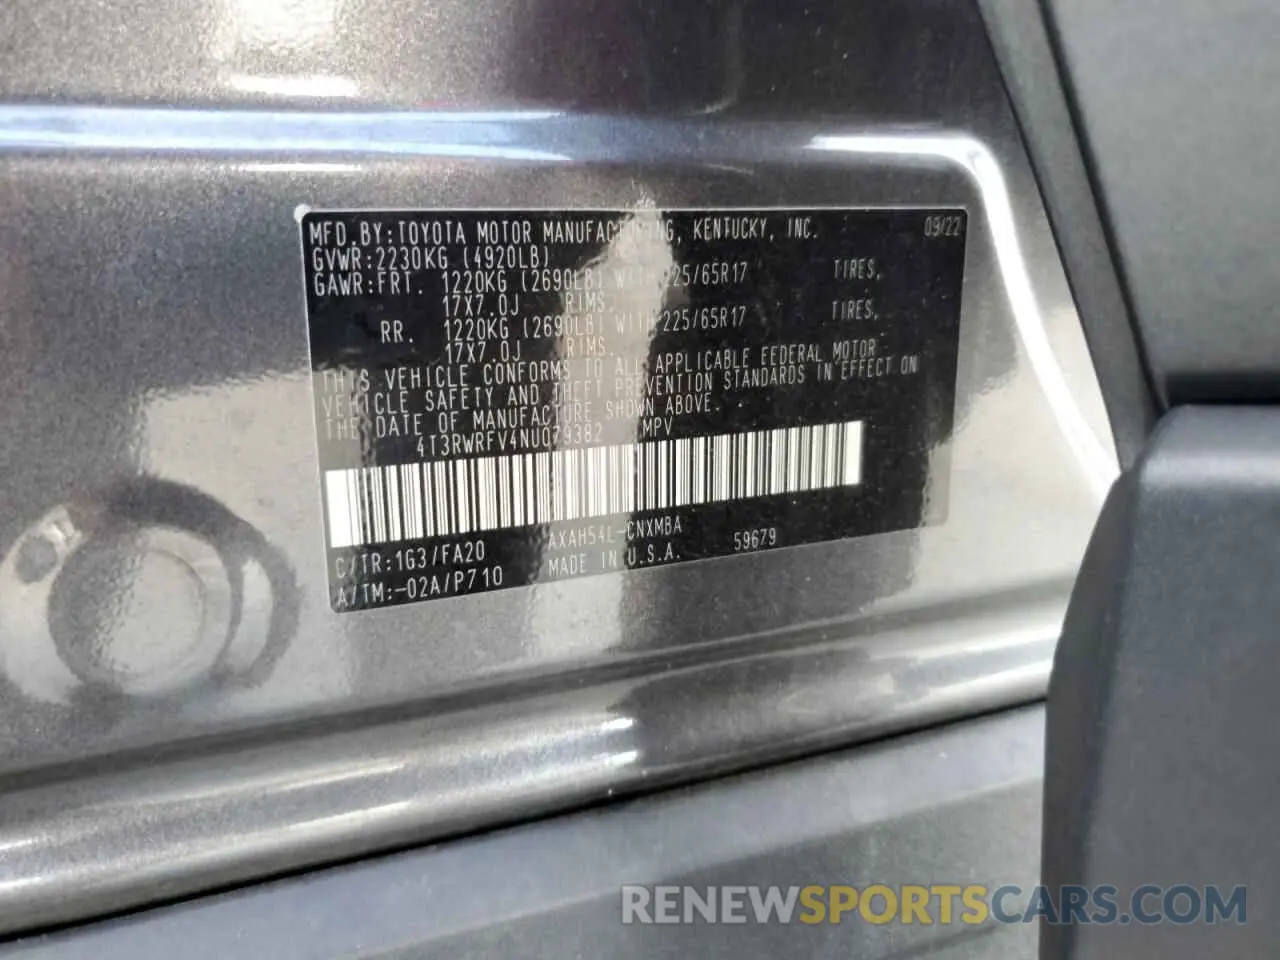 MFD. BY: TOYOTA MOTOR MANUFACTURING, KENTUCKY, INC. 09/22
GVWR: 2230KG (4920LB)
GAWR: FRT. 1220KG (2690LB) WITH 225/65R17 TIRES,
17X7.0J RIMS.
RR. 1220KG (2690LB) WITH 225/65R17 TIRES,
17X7.0J RIMS.
THIS VEHICLE CONFORMS TO ALL APPLICABLE FEDERAL MOTOR
VEHICLE SAFETY AND THEFT PREVENTION STANDARDS IN EFFECT ON
THE DATE OF MANUFACTURE SHOWN ABOVE.
4T3RWRFV4NU079382 MPV
C/TR: 1G3/FA20 AXAH54L-CNXMBA
A/TM: -02A/P710 MADE IN U.S.A. 59679
RENEWSPORTSCARS.COM